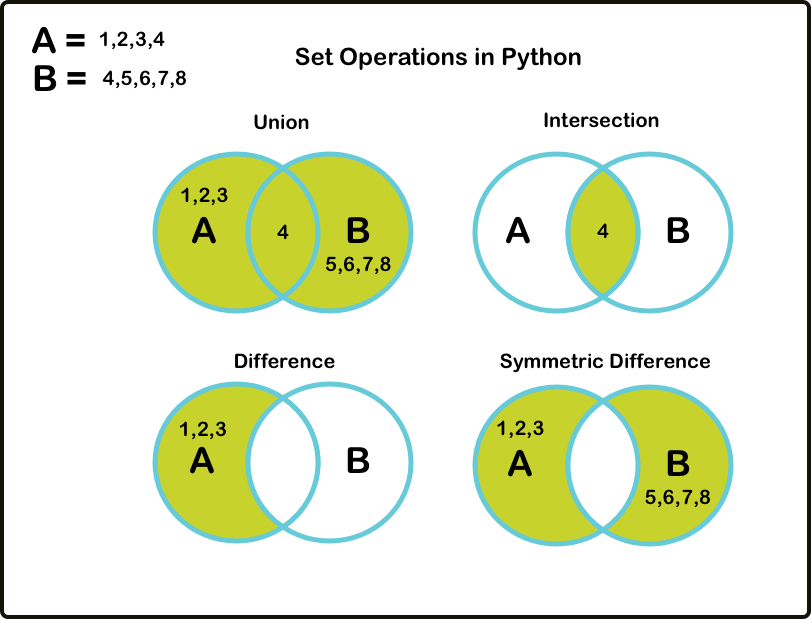 A = 1,2,3,4
B = 4,5,6,7,8
Set Operations in Python
Union
1,2,3
A
4
B
5,6,7,8
Intersection
A
4
B
Difference
1,2,3
A
B
Symmetric Difference
1,2,3
A
B
5,6,7,8